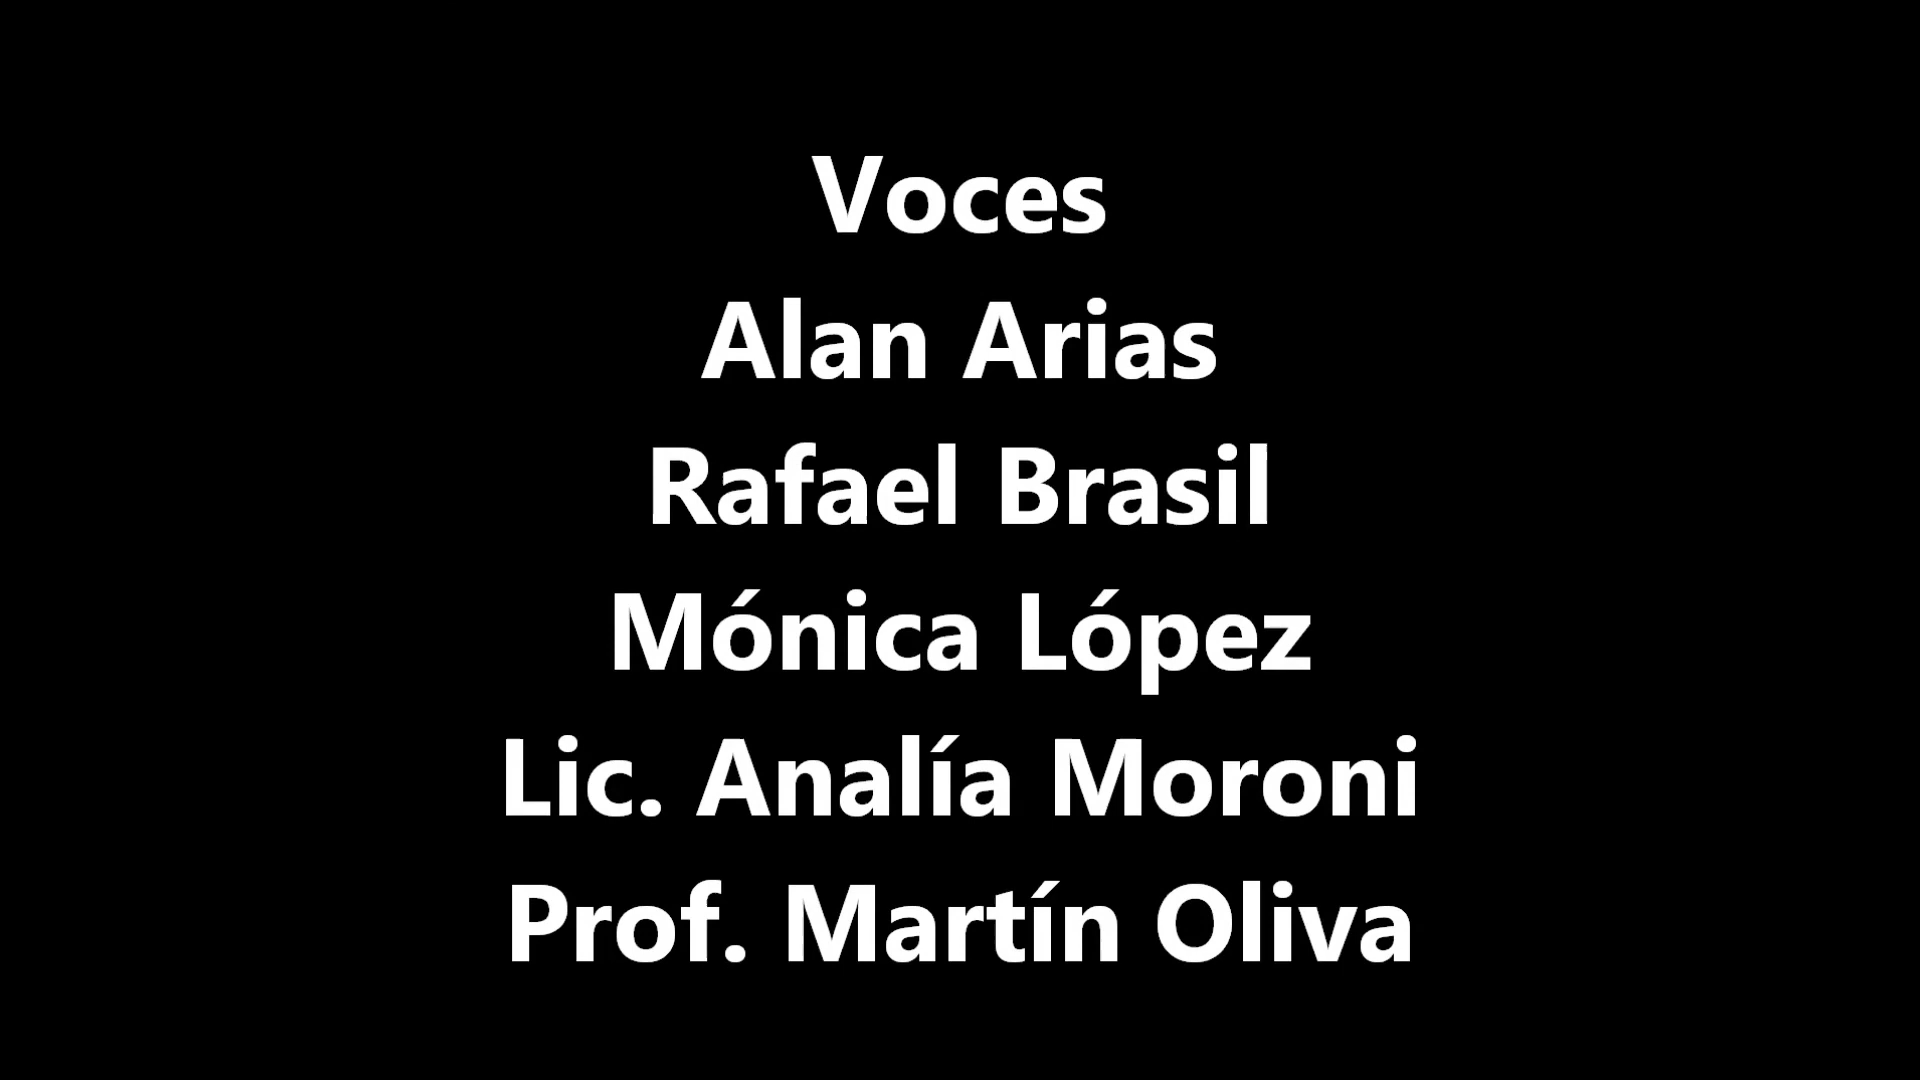 Voces
Alan Arias
Rafael Brasil
Mónica López
Lic. Analía Moroni
Prof. Martín Oliva